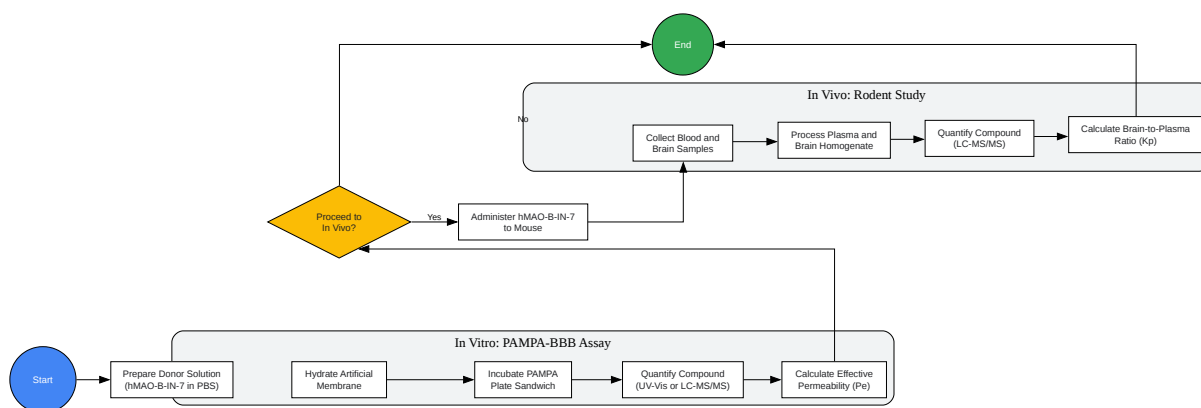 End
In Vivo: Rodent Study
No
Collect Blood and
Brain Samples
Process Plasma and
Brain Homogenate
Quantify Compound
(LC-MS/MS)
Calculate Brain-to-Plasma
Ratio (Kp)
Proceed to
In Vivo?
Yes
Administer hMAO-B-IN-7
to Mouse
In Vitro: PAMPA-BBB Assay
Start
Prepare Donor Solution
(hMAO-B-IN-7 in PBS)
Hydrate Artificial
Membrane
Incubate PAMPA
Plate Sandwich
Quantify Compound
(UV-Vis or LC-MS/MS)
Calculate Effective
Permeability (Pe)